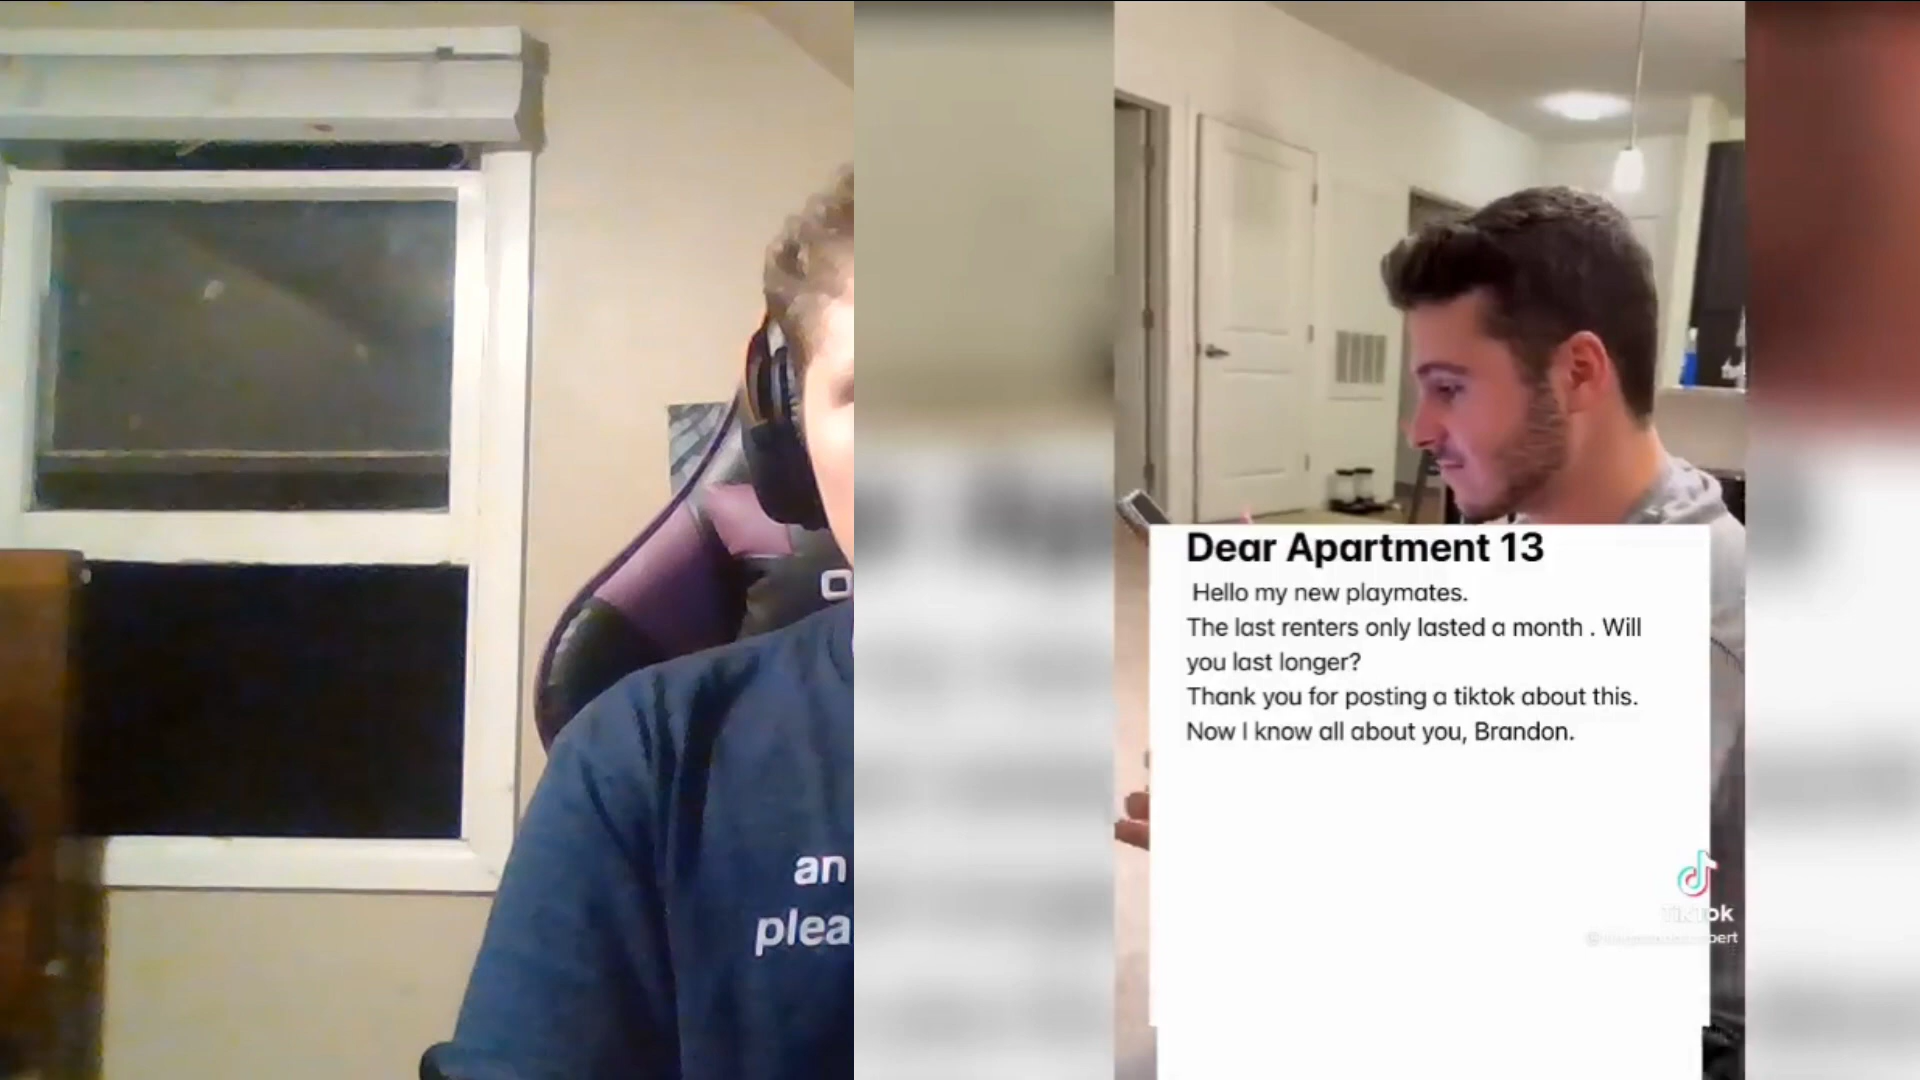 an
plea
Dear Apartment 13
Hello my new playmates.
The last renters only lasted a month . Will
you last longer?
Thank you for posting a tiktok about this.
Now I know all about you, Brandon.
TikTok